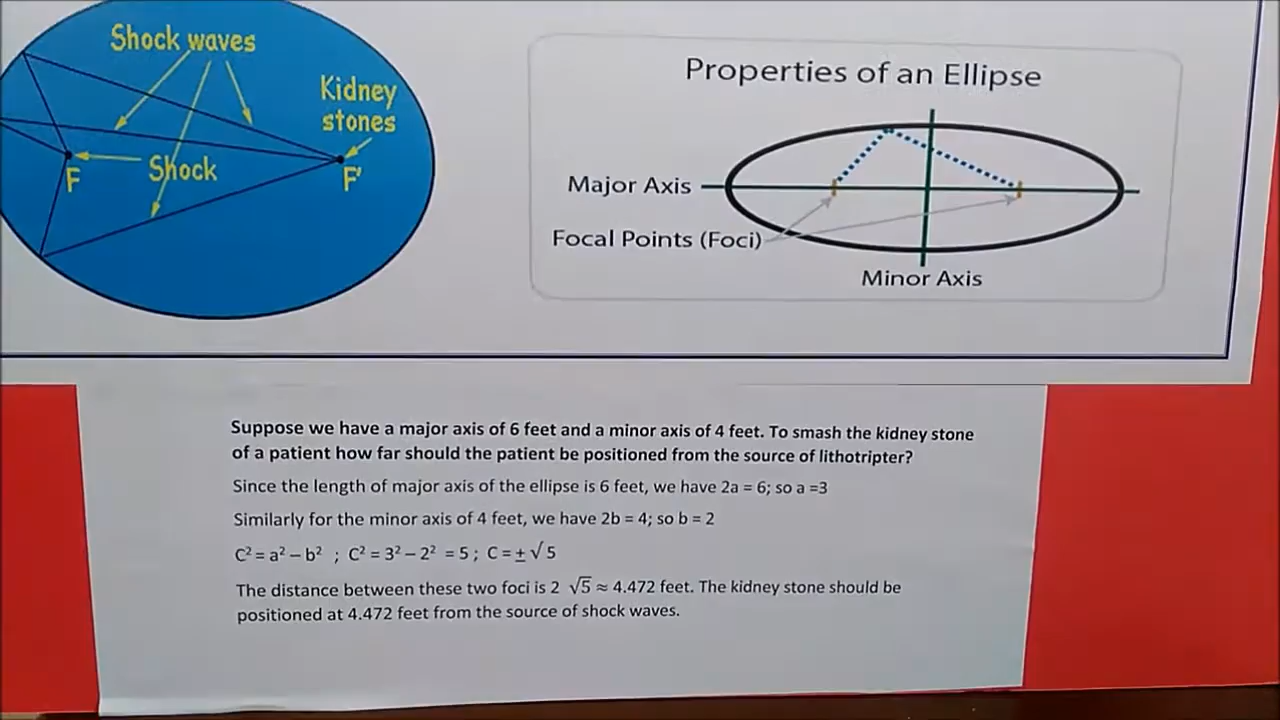 Shock waves
Kidney
stones
F
Shock
F'
Properties of an Ellipse
Major Axis
Focal Points (Foci)
Minor Axis
Suppose we have a major axis of 6 feet and a minor axis of 4 feet. To smash the kidney stone
of a patient how far should the patient be positioned from the source of lithotripter?
Since the length of major axis of the ellipse is 6 feet, we have 2a = 6; so a =3
Similarly for the minor axis of 4 feet, we have 2b = 4; so b = 2
C² = a² – b² ; C² = 3² – 2² = 5 ; C = ± √ 5
The distance between these two foci is 2 √5 ≈ 4.472 feet. The kidney stone should be
positioned at 4.472 feet from the source of shock waves.